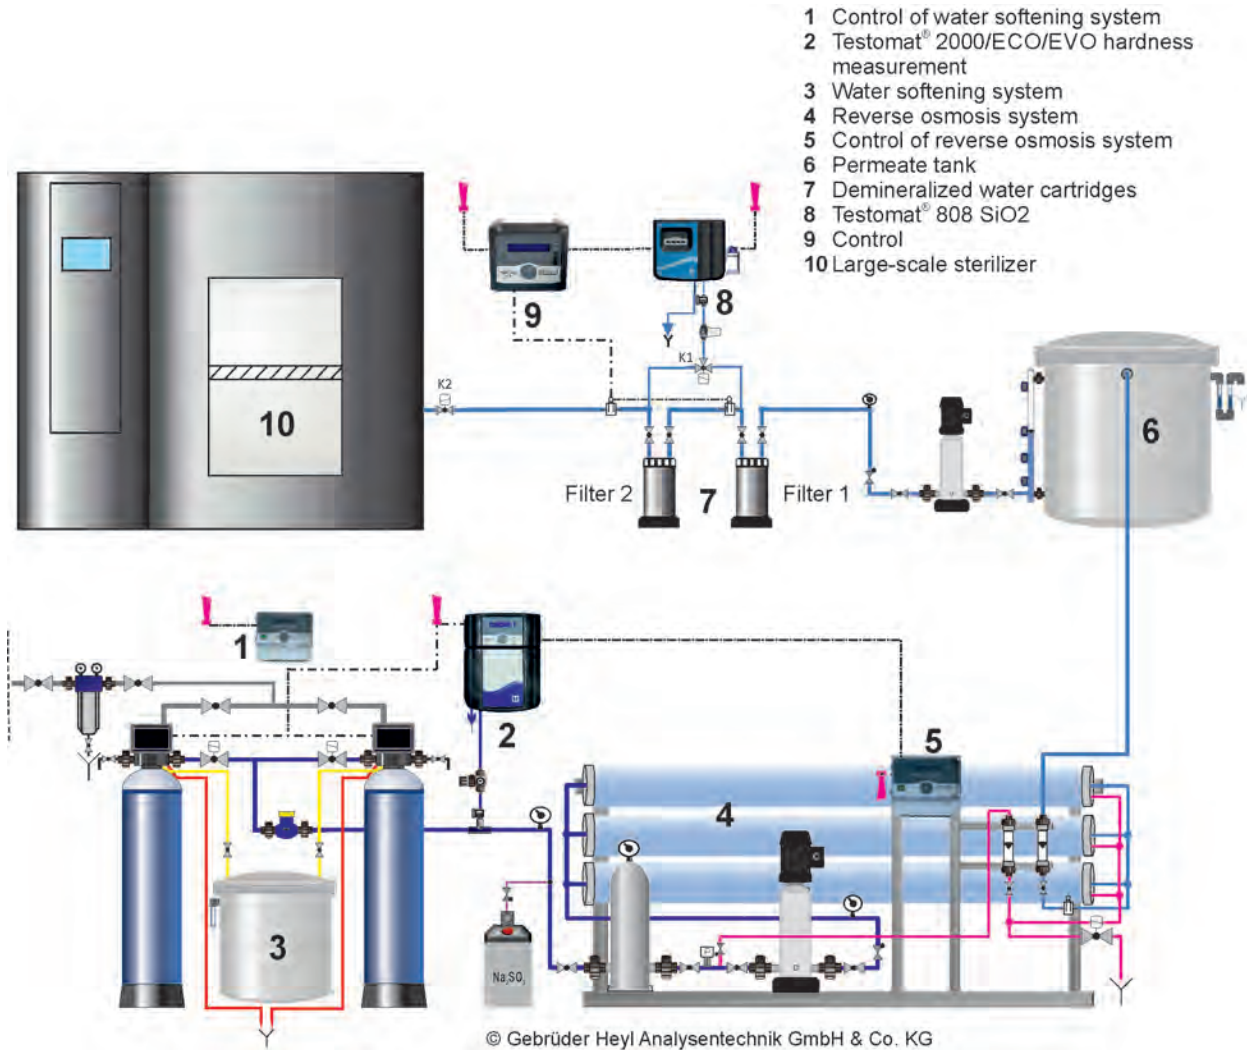 1 Control of water softening system
2 Testomat® 2000/ECO/EVO hardness
measurement
3 Water softening system
4 Reverse osmosis system
5 Control of reverse osmosis system
6 Permeate tank
7 Demineralized water cartridges
8 Testomat® 808 SiO2
9 Control
10 Large-scale sterilizer
9
8
K1
K2
10
6
Filter 2
7
Filter 1
1
2
5
4
3
© Gebrüder Heyl Analysentechnik GmbH & Co. KG